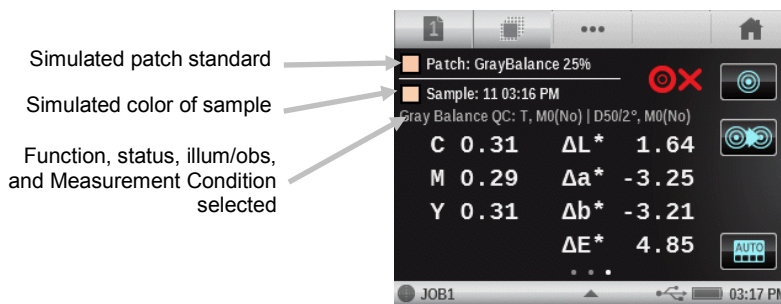 Simulated patch standard
Simulated color of sample
Function, status, illum/obs,
and Measurement Condition
selected
1
Patch: GrayBalance 25%
Sample: 11 03:16 PM
Gray Balance QC: T, M0(No) | D50/2°, M0(No)
C 0.31 ΔL* 1.64
M 0.29 Δa* -3.25
Y 0.31 Δb* -3.21
ΔE* 4.85
AUTO
JOB1 03:17 P